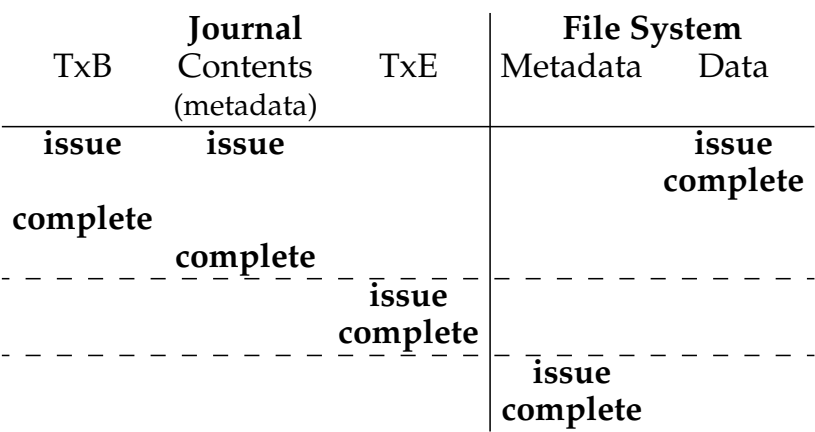 Journal File System
TxB Contents TxE Metadata Data
(metadata)
issue issue issue
complete
complete
complete
issue
complete
issue
complete